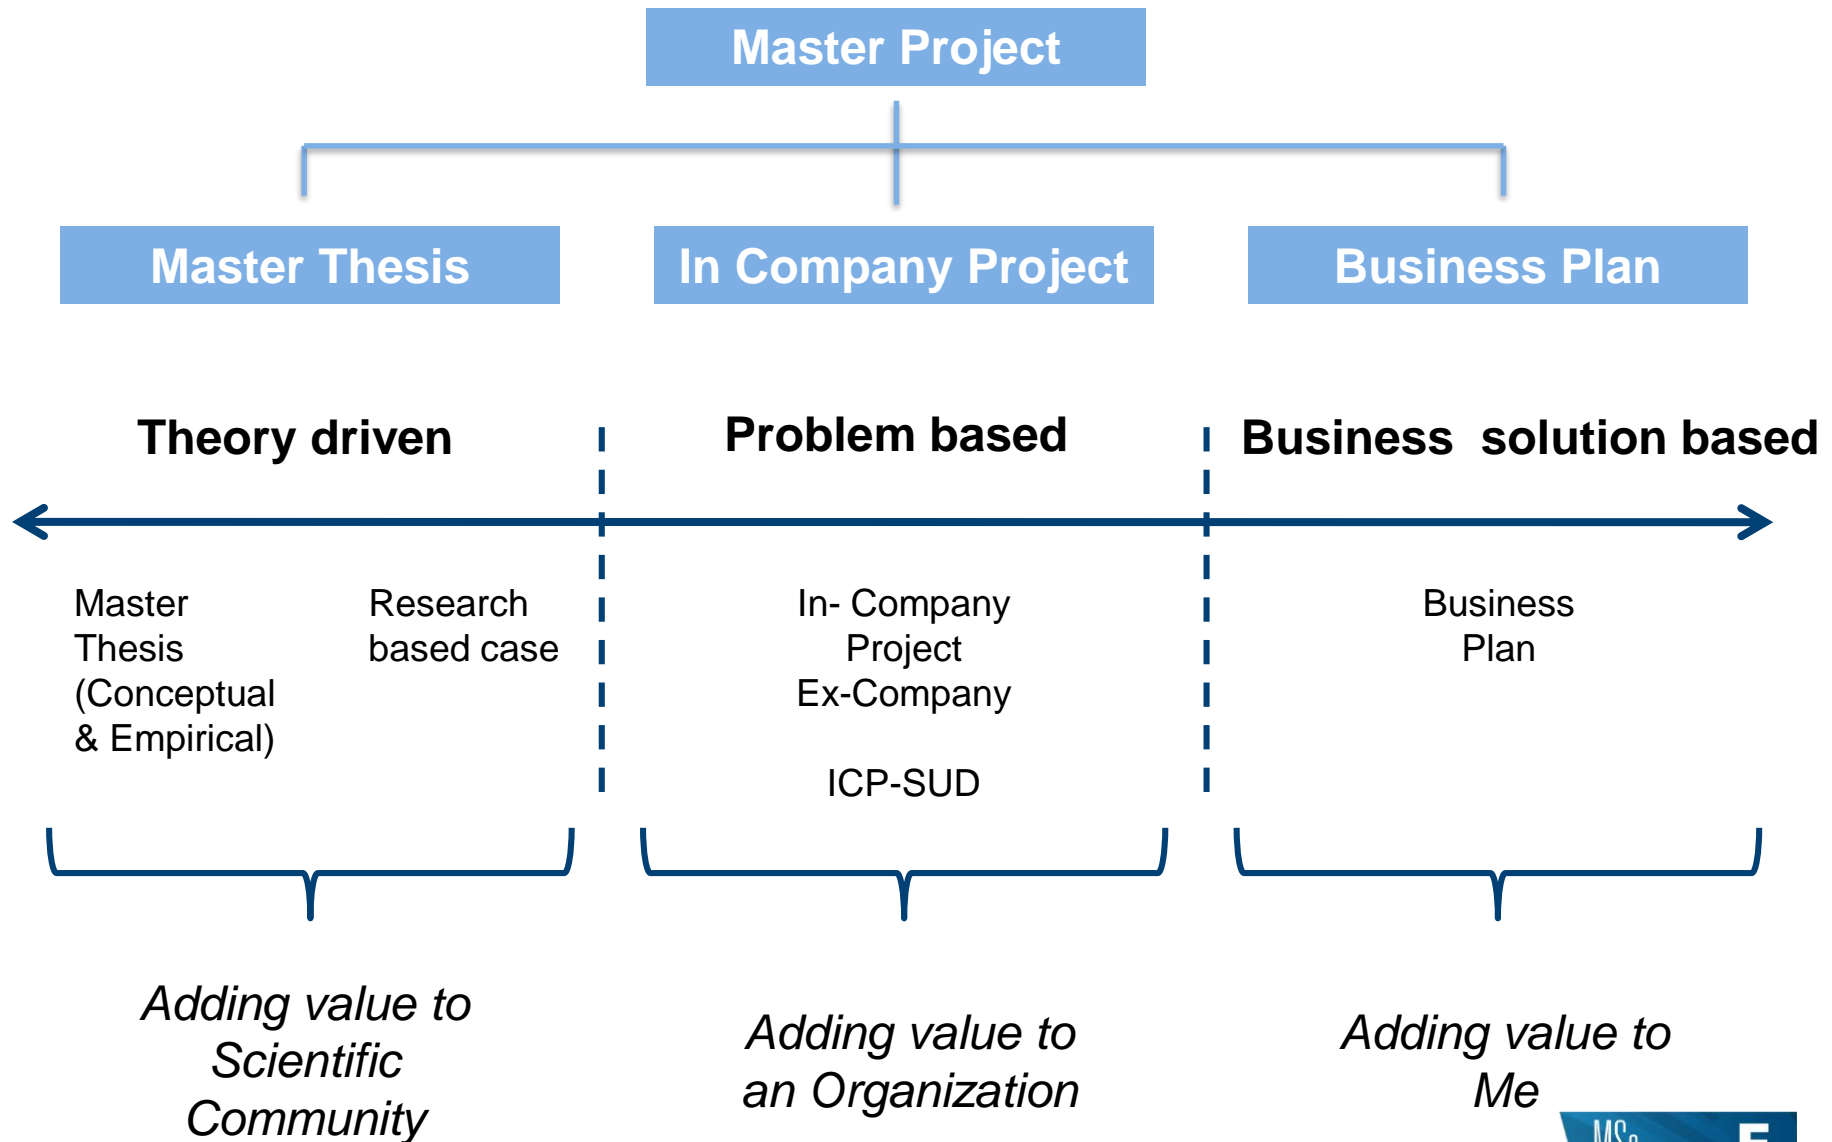 Master Project
Master Thesis
In Company Project
Business Plan
Theory driven
Problem based
Business  solution based
Master
Thesis
(Conceptual
& Empirical)
Research
based case
In- Company
Project
Ex-Company
ICP-SUD
Business
Plan
Adding value to
Scientific
Community
Adding value to
an Organization
Adding value to
Me
MSc